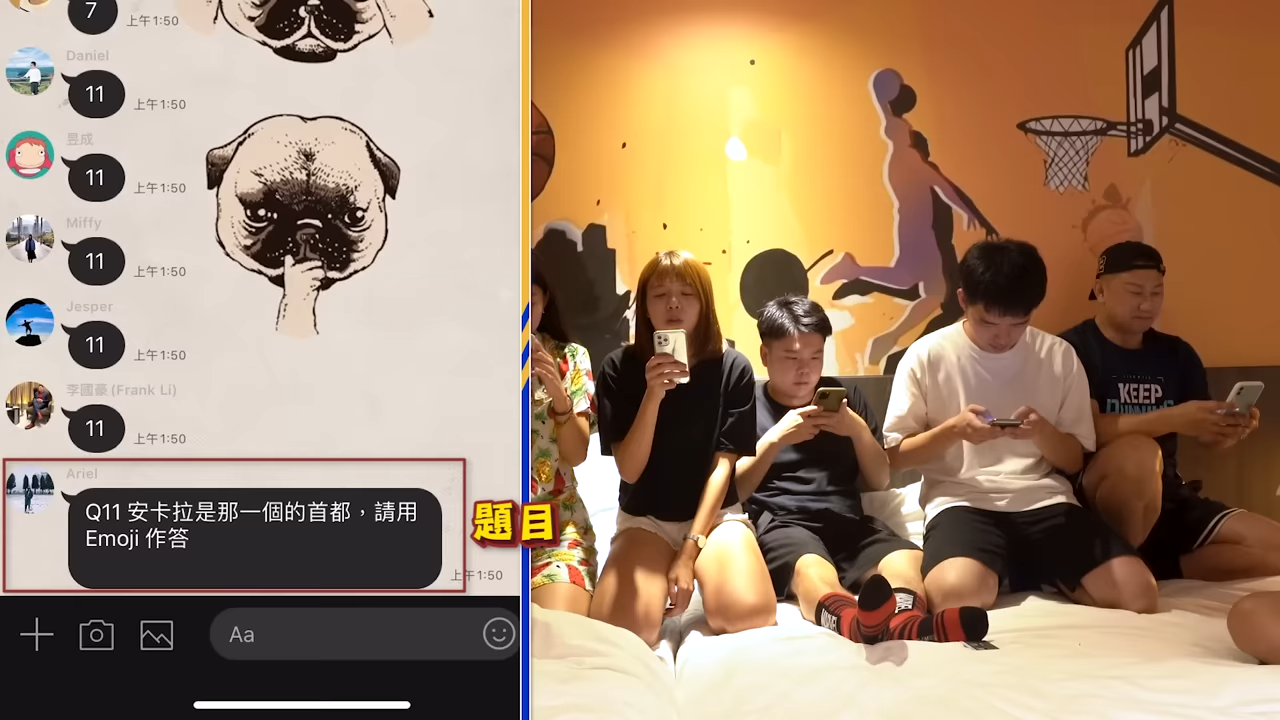 7
上午1:50
Daniel
11
上午1:50
昱成
11
上午1:50
Miffy
11
上午1:50
Jesper
11
上午1:50
李國豪 (Frank Li)
11
上午1:50
Ariel
Q11 安卡拉是那一個的首都，請用
Emoji 作答
上午1:50
題目
Aa
KEEP
RUNNING
MARVEL